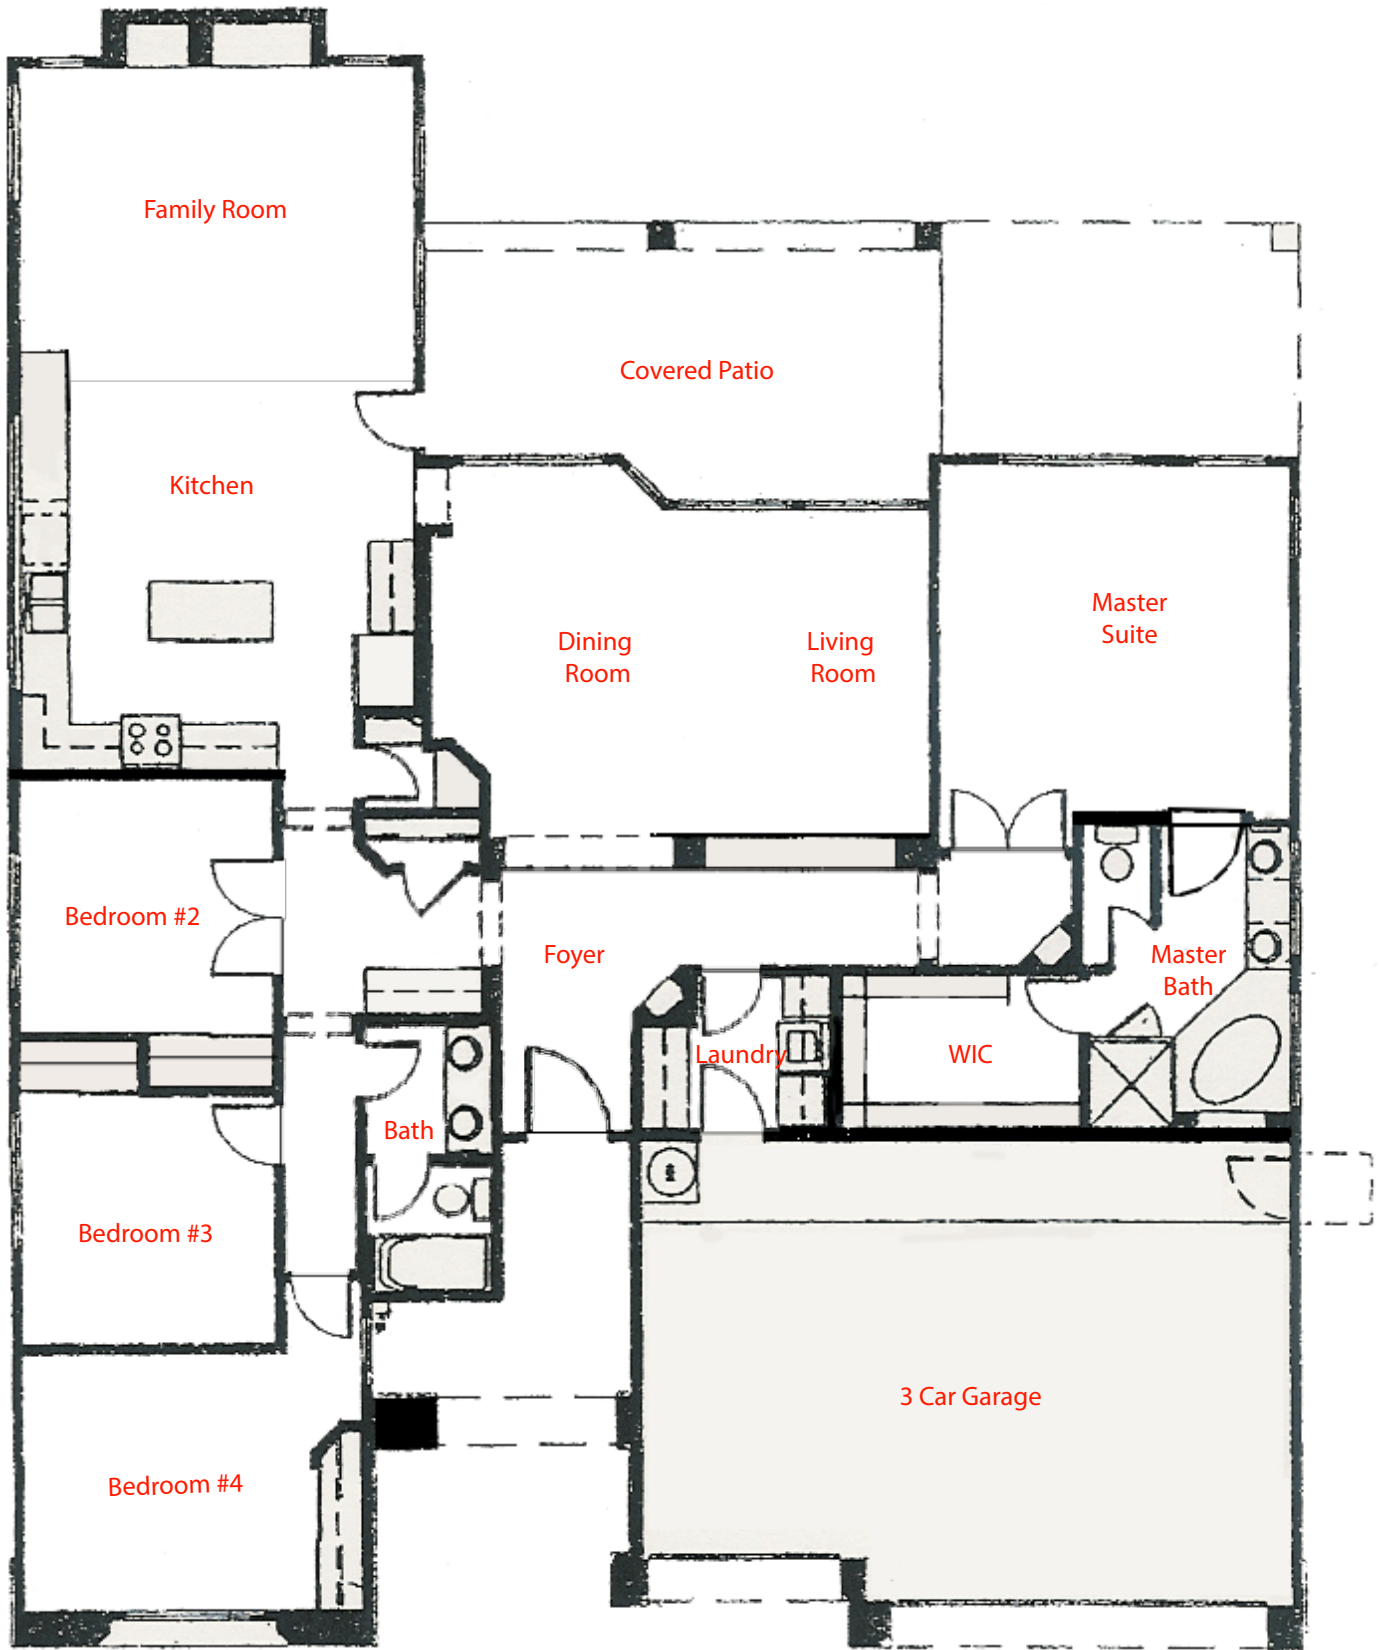 Family Room
Covered Patio
Kitchen
Master
Suite
Dining
Room
Living
Room
Bedroom #2
Foyer
Master
Bath
Laundry
WIC
Bath
Bedroom #3
3 Car Garage
Bedroom #4